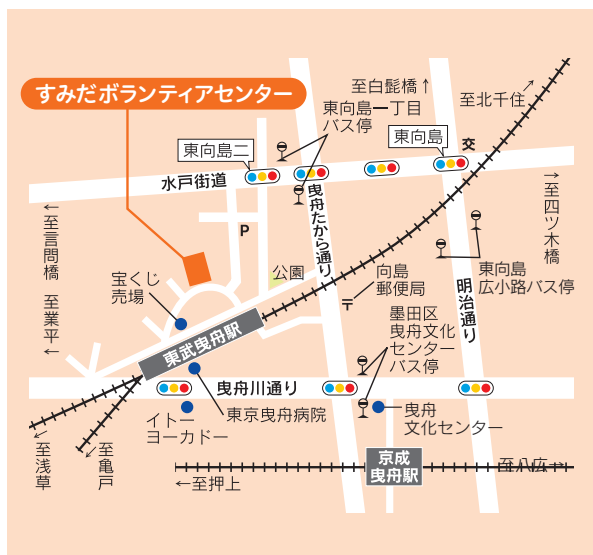 すみだボランティアセンター
至白髭橋↑
至北千住
↗
東向島一丁目
バス停
東向島
交
東向島二
水戸街道
曳舟たから通り
←至言問橋
至業平←
→至四ツ木橋
P
東向島
広小路バス停
宝くじ
売場
公園
向島
郵便局
〒
明治通り
東武曳舟駅
墨田区
曳舟文化
センター
バス停
曳舟川通り
イトー
ヨーカドー
東京曳舟病院
曳舟
文化センター
↙至浅草
↙至亀戸
京成
曳舟駅
至八広→
←至押上